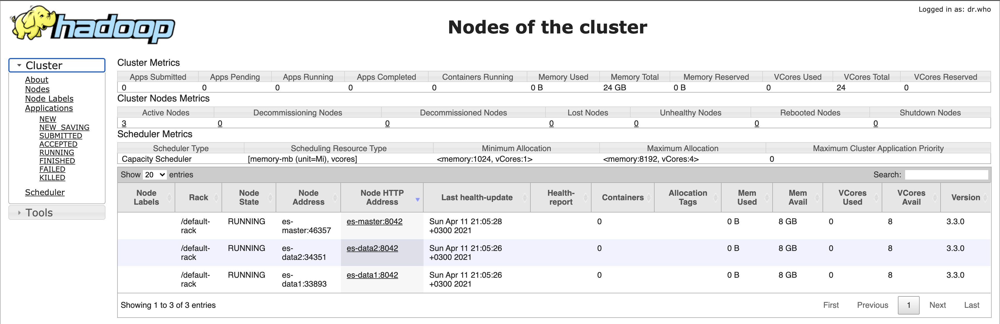 hadoop
Logged in as: dr.who
Nodes of the cluster
Cluster
About
Nodes
Node Labels
Applications
NEW
NEW_SAVING
SUBMITTED
ACCEPTED
RUNNING
FINISHED
FAILED
KILLED
Scheduler
Tools
Cluster Metrics
Apps Submitted Apps Pending Apps Running Apps Completed Containers Running Memory Used Memory Total Memory Reserved VCores Used VCores Total VCores Reserved
0 0 0 0 0 0 B 24 GB 0 B 0 24 0
Cluster Nodes Metrics
Active Nodes Decommissioning Nodes Decommissioned Nodes Lost Nodes Unhealthy Nodes Rebooted Nodes Shutdown Nodes
3 0 0 0 0 0 0
Scheduler Metrics
Scheduler Type Scheduling Resource Type Minimum Allocation Maximum Allocation Maximum Cluster Application Priority
Capacity Scheduler [memory-mb (unit=Mi), vcores] <memory:1024, vCores:1> <memory:8192, vCores:4> 0
Show 20 entries Search:
Node Labels Rack Node State Node Address Node HTTP Address Last health-update Health-report Containers Allocation Tags Mem Used Mem Avail VCores Used VCores Avail Version
/default-rack RUNNING es-master:46357 es-master:8042 Sun Apr 11 21:05:28 +0300 2021 0 0 B 8 GB 0 8 3.3.0
/default-rack RUNNING es-data2:34351 es-data2:8042 Sun Apr 11 21:05:26 +0300 2021 0 0 B 8 GB 0 8 3.3.0
/default-rack RUNNING es-data1:33893 es-data1:8042 Sun Apr 11 21:05:26 +0300 2021 0 0 B 8 GB 0 8 3.3.0
Showing 1 to 3 of 3 entries First Previous 1 Next Last